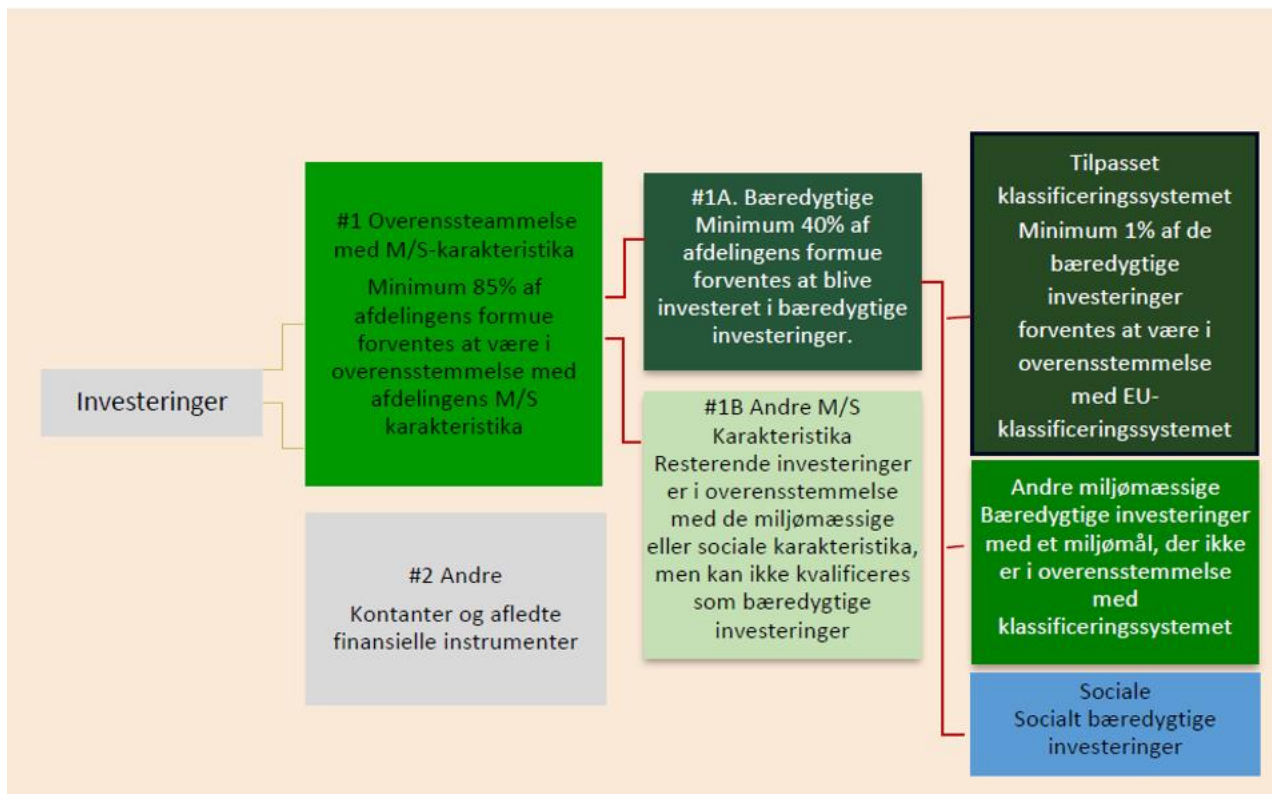 Investeringer
#1 Overenssteammelse
med M/S-karakteristika
Minimum 85% af
afdelingens formue
forventes at være i
overensstemmelse med
afdelingens M/S
karakteristika
#2 Andre
Kontanter og afledte
finansielle instrumenter
#1A. Bæredygtige
Minimum 40% af
afdelingens formue
forventes at blive
investeret i bæredygtige
investeringer.
#1B Andre M/S
Karakteristika
Resterende investeringer
er i overensstemmelse
med de miljømæssige
eller sociale karakteristika,
men kan ikke kvalificeres
som bæredygtige
investeringer
Tilpasset
klassificeringssystemet
Minimum 1% af de
bæredygtige
investeringer
forventes at være i
overensstemmelse
med EU-
klassificeringssystemet
Andre miljømæssige
Bæredygtige investeringer
med et miljømål, der ikke
er i overensstemmelse
med
klassificeringssystemet
Sociale
Socialt bæredygtige
investeringer